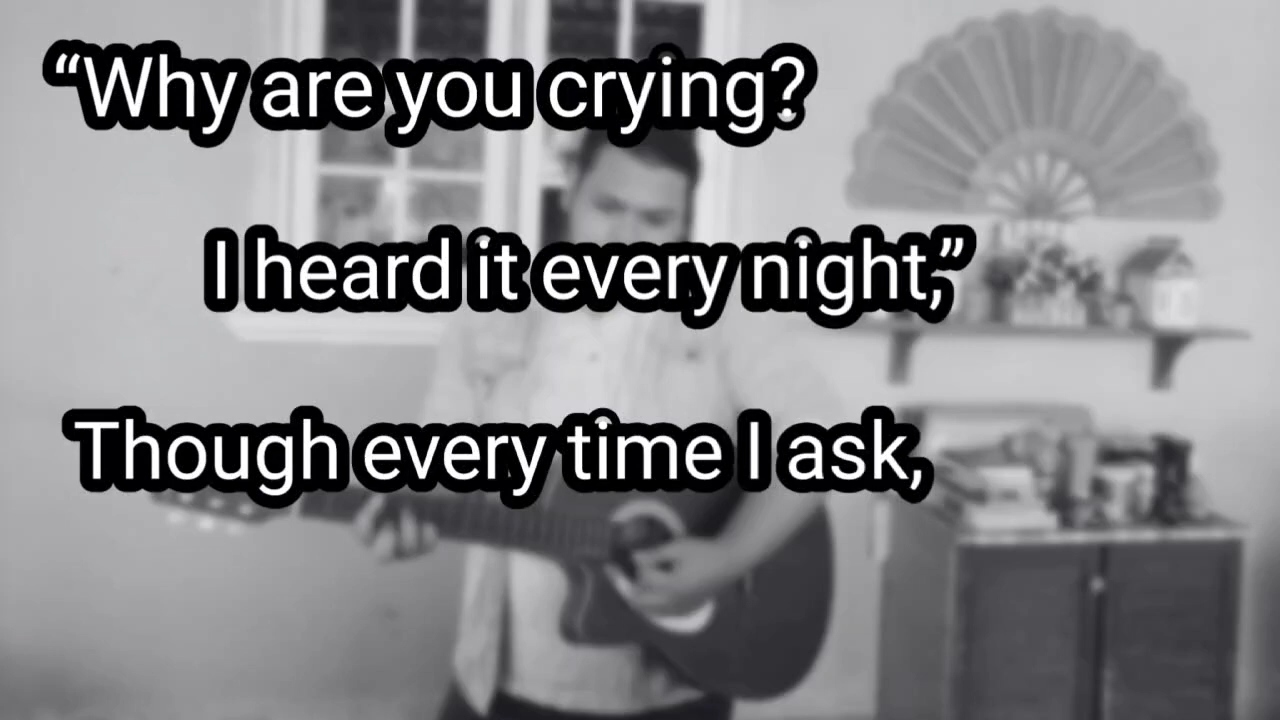 “Why are you crying?
I heard it every night,”
Though every time I ask,